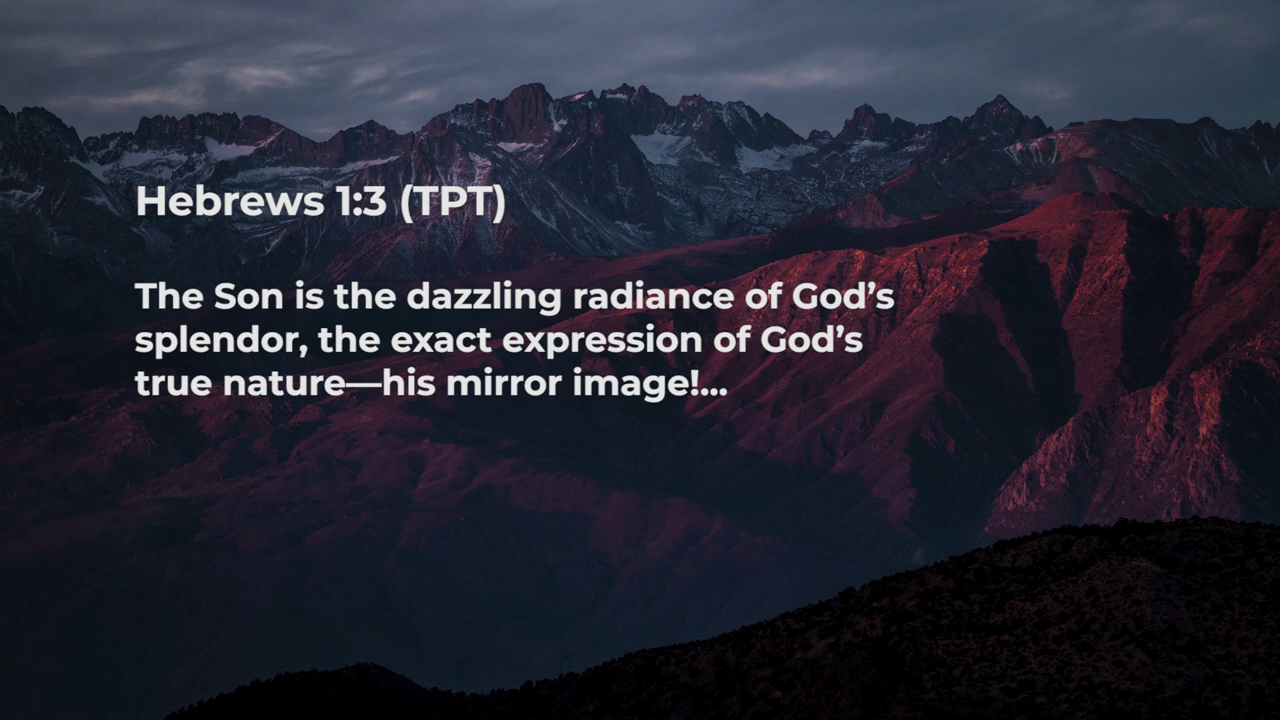 Hebrews 1:3 (TPT)
The Son is the dazzling radiance of God’s
splendor, the exact expression of God’s
true nature—his mirror image!...